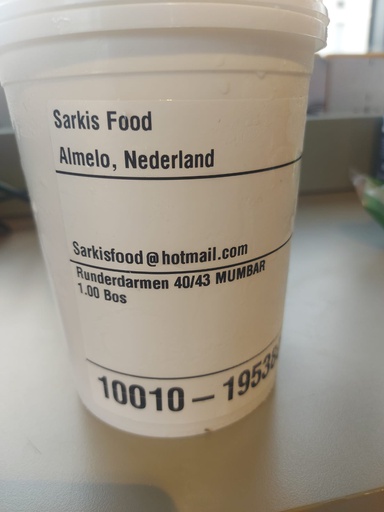 Sarkis Food
Almelo, Nederland
Sarkisfood@hotmail.com
Runderdarmen 40/43 MUMBAR
1.00 Bos
10010 – 1953